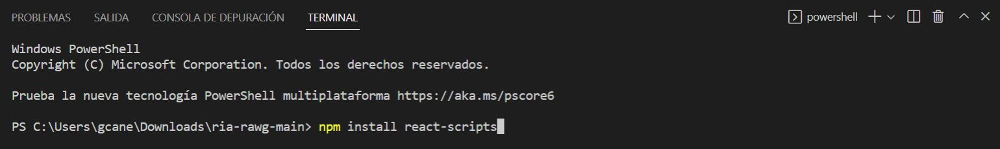 PROBLEMAS SALIDA CONSOLA DE DEPURACIÓN TERMINAL powershell
Windows PowerShell
Copyright (C) Microsoft Corporation. Todos los derechos reservados.
Prueba la nueva tecnología PowerShell multiplataforma https://aka.ms/pscore6
PS C:\Users\gcane\Downloads\ria-rawg-main> npm install react-scripts